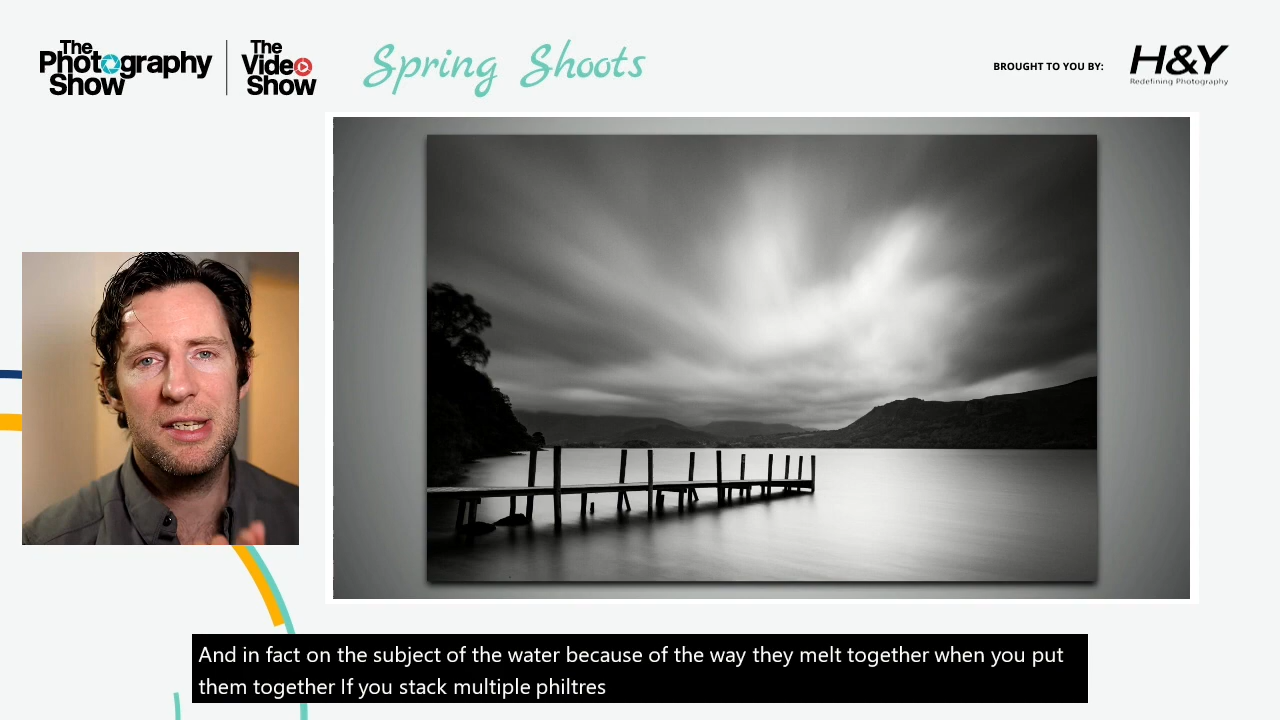 The Photography Show
The Video Show
Spring Shoots
BROUGHT TO YOU BY:
H&Y
Redefining Photography
And in fact on the subject of the water because of the way they melt together when you put
them together If you stack multiple philtres